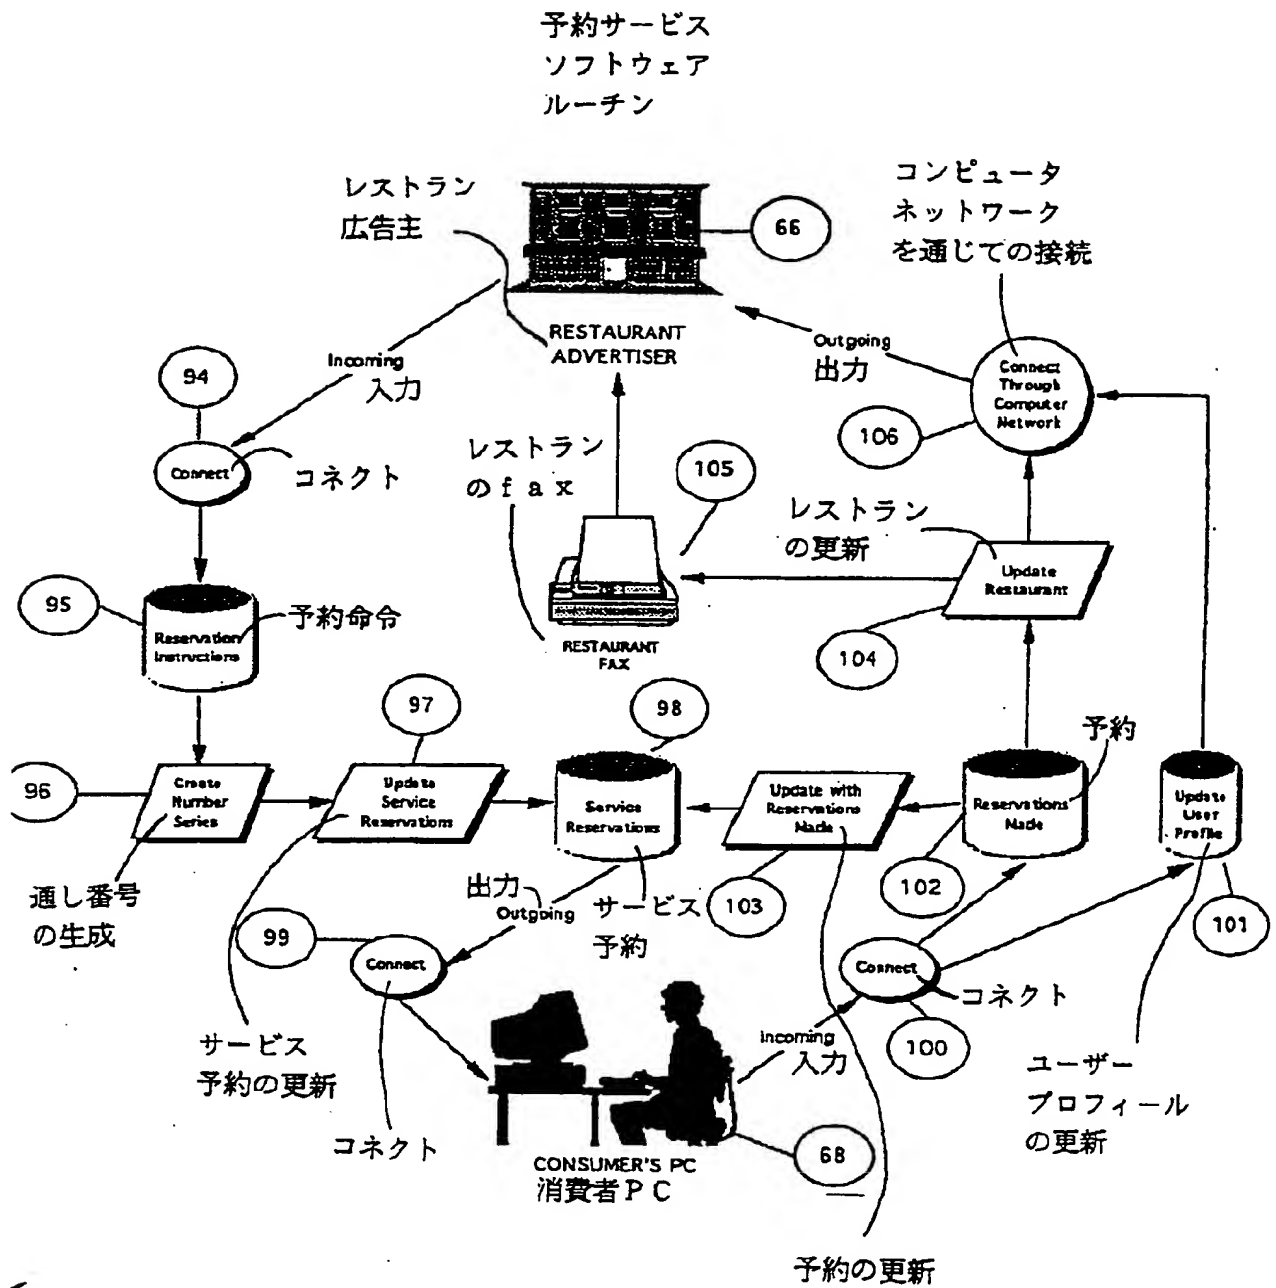 予約サービス
ソフトウェア
ルーチン
レストラン
広告主
66
コンピュータ
ネットワーク
を通じての接続
RESTAURANT
ADVERTISER
Incoming
入力
Outgoing
出力
Connect
Through
Computer
Network
94
Connect
コネクト
レストラン
のfax
105
106
レストラン
の更新
Update
Restaurant
95
Reservation
Instructions
予約命令
RESTAURANT
FAX
104
96
Create
Number
Series
97
Update
Service
Reservations
98
Service
Reservations
Update with
Reservations
Made
Reservations
Made
予約
Update
User
Profile
通し番号
の生成
99
出力
Outgoing
サービス
予約
103
102
101
Connect
Connect
コネクト
サービス
予約の更新
Incoming
入力
100
コネクト
ユーザー
プロフィール
の更新
CONSUMER'S PC
消費者PC
68
予約の更新